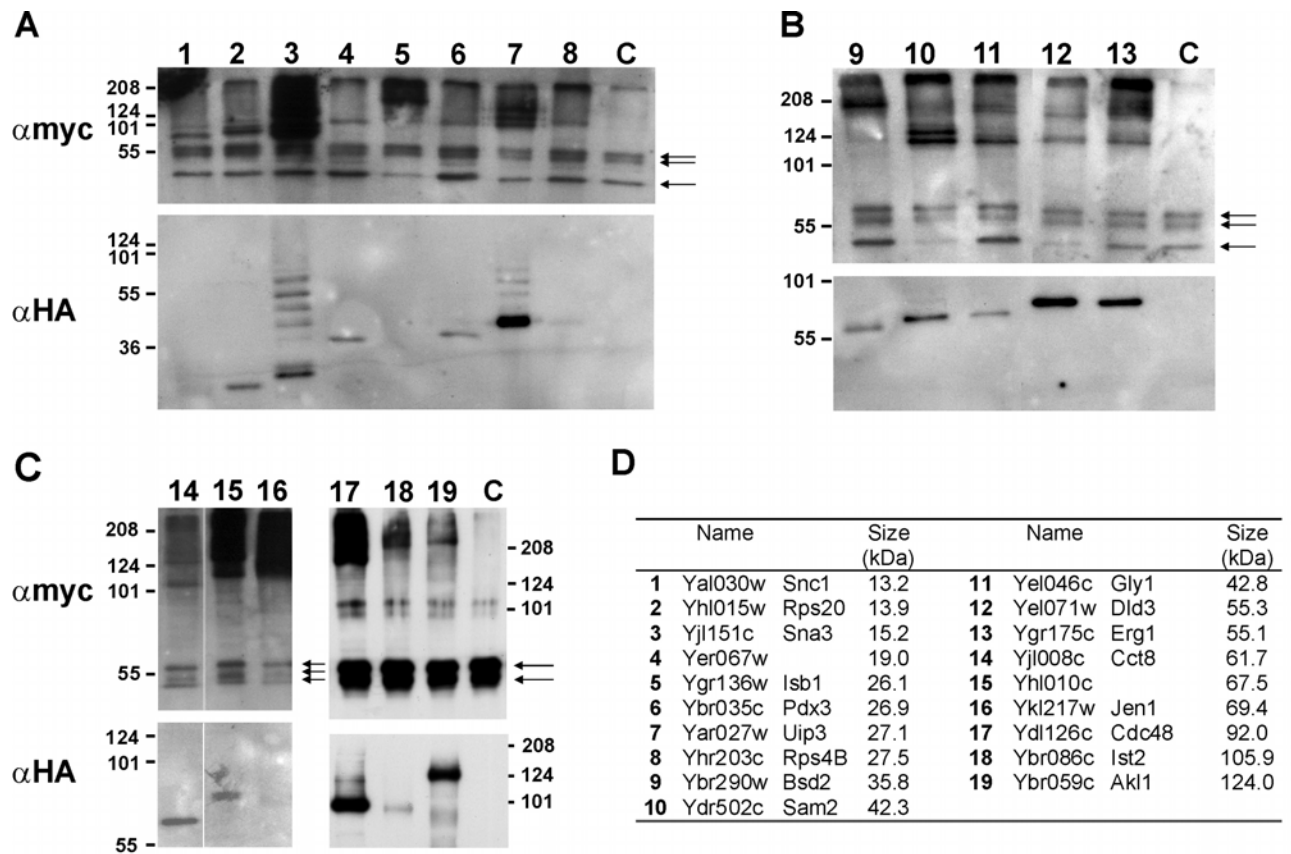 A
1 2 3 4 5 6 7 8 C
αmyc
208
124
101
55
αHA
124
101
55
36
B
9 10 11 12 13 C
208
124
101
55
101
55
C
14 15 16 17 18 19 C
αmyc
208
124
101
55
208
124
101
αHA
124
101
55
208
124
101
D
Name Size Name Size
(kDa) (kDa)
1 Yal030w Snc1 13.2 11 Yel046c Gly1 42.8
2 Yhl015w Rps20 13.9 12 Yel071w Dld3 55.3
3 Yjl151c Sna3 15.2 13 Ygr175c Erg1 55.1
4 Yer067w 19.0 14 Yjl008c Cct8 61.7
5 Ygr136w Isb1 26.1 15 Yhl010c 67.5
6 Ybr035c Pdx3 26.9 16 Ykl217w Jen1 69.4
7 Yar027w Uip3 27.1 17 Ydl126c Cdc48 92.0
8 Yhr203c Rps4B 27.5 18 Ybr086c Ist2 105.9
9 Ybr290w Bsd2 35.8 19 Ybr059c Akl1 124.0
10 Ydr502c Sam2 42.3